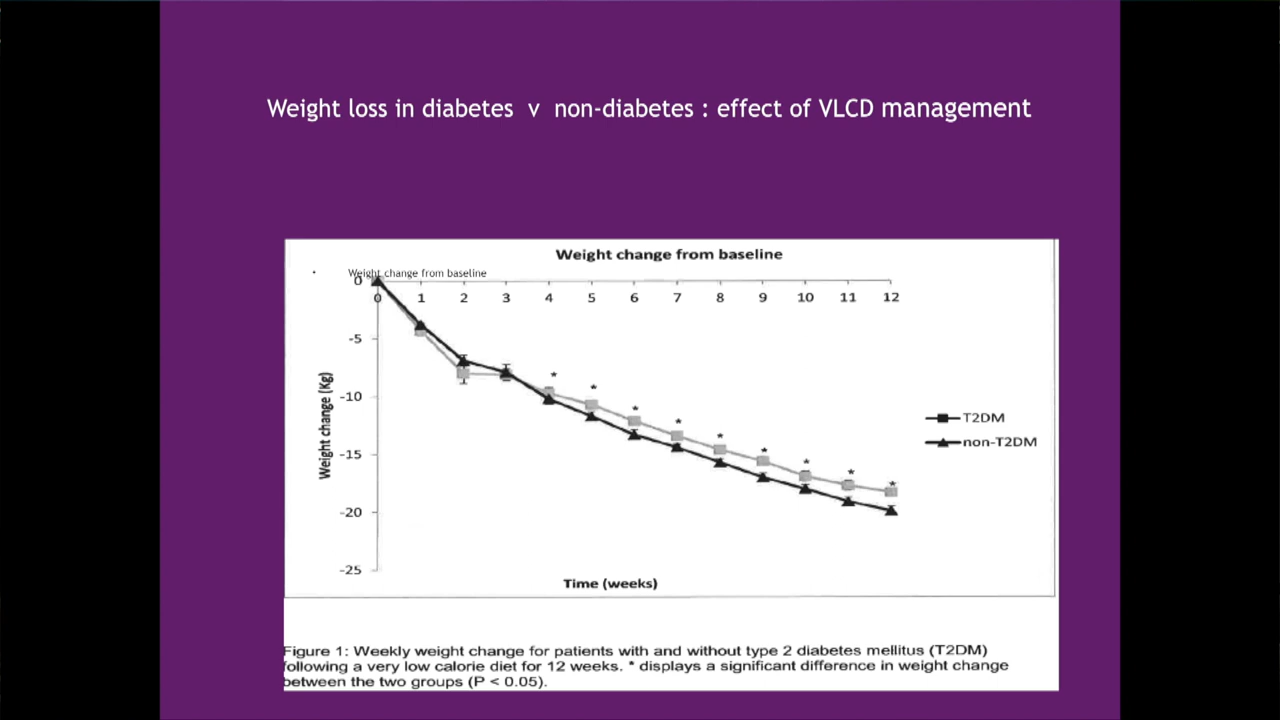 Weight loss in diabetes v non-diabetes : effect of VLCD management
Weight change from baseline
• Weight change from baseline
0
0 1 2 3 4 5 6 7 8 9 10 11 12
-5
-10
-15
-20
-25
Weight change (Kg)
* * * * * * * * *
T2DM
non-T2DM
Time (weeks)
Figure 1: Weekly weight change for patients with and without type 2 diabetes mellitus (T2DM)
following a very low calorie diet for 12 weeks. * displays a significant difference in weight change
between the two groups (P < 0.05).